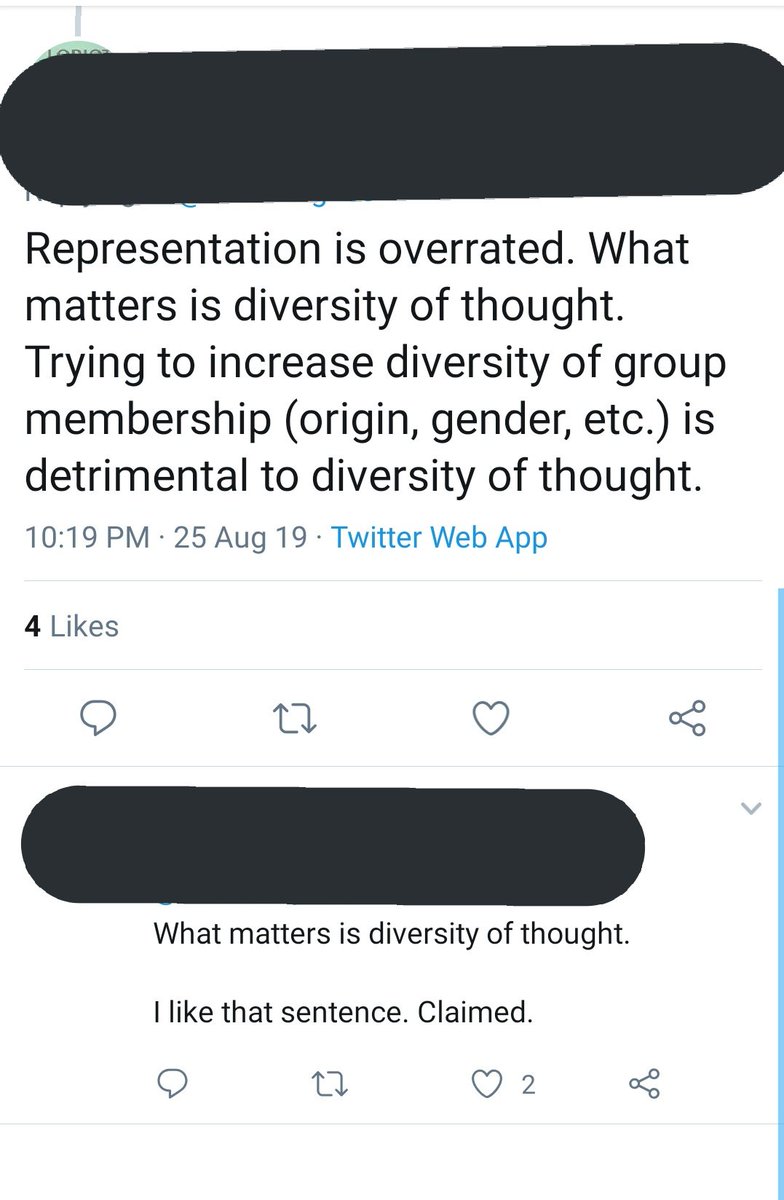 Representation is overrated. What
matters is diversity of thought.
Trying to increase diversity of group
membership (origin, gender, etc.) is
detrimental to diversity of thought.
10:19 PM · 25 Aug 19 · Twitter Web App
4 Likes
What matters is diversity of thought.
I like that sentence. Claimed.
2